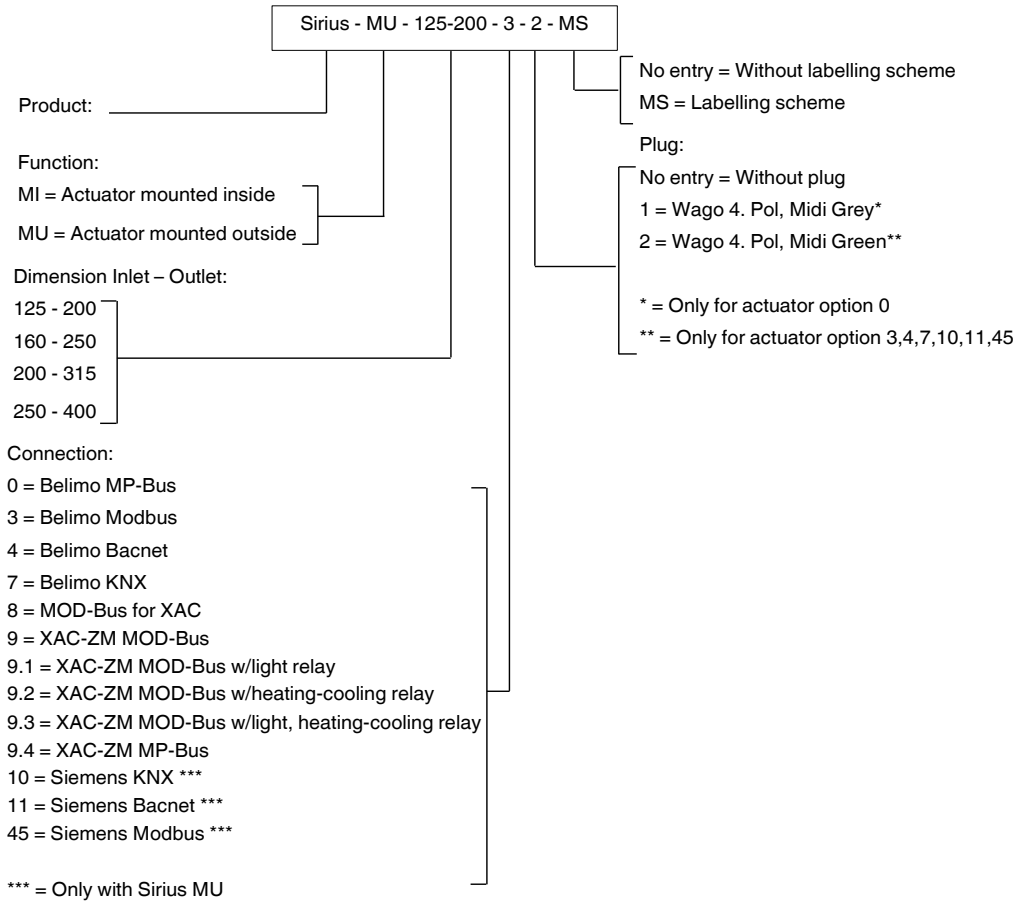 Sirius - MU - 125-200 - 3 - 2 - MS
No entry = Without labelling scheme
MS = Labelling scheme
Product:
Plug:
No entry = Without plug
1 = Wago 4. Pol, Midi Grey*
2 = Wago 4. Pol, Midi Green**
* = Only for actuator option 0
** = Only for actuator option 3,4,7,10,11,45
Function:
MI = Actuator mounted inside
MU = Actuator mounted outside
Dimension Inlet – Outlet:
125 - 200
160 - 250
200 - 315
250 - 400
Connection:
0 = Belimo MP-Bus
3 = Belimo Modbus
4 = Belimo Bacnet
7 = Belimo KNX
8 = MOD-Bus for XAC
9 = XAC-ZM MOD-Bus
9.1 = XAC-ZM MOD-Bus w/light relay
9.2 = XAC-ZM MOD-Bus w/heating-cooling relay
9.3 = XAC-ZM MOD-Bus w/light, heating-cooling relay
9.4 = XAC-ZM MP-Bus
10 = Siemens KNX ***
11 = Siemens Bacnet ***
45 = Siemens Modbus ***
*** = Only with Sirius MU